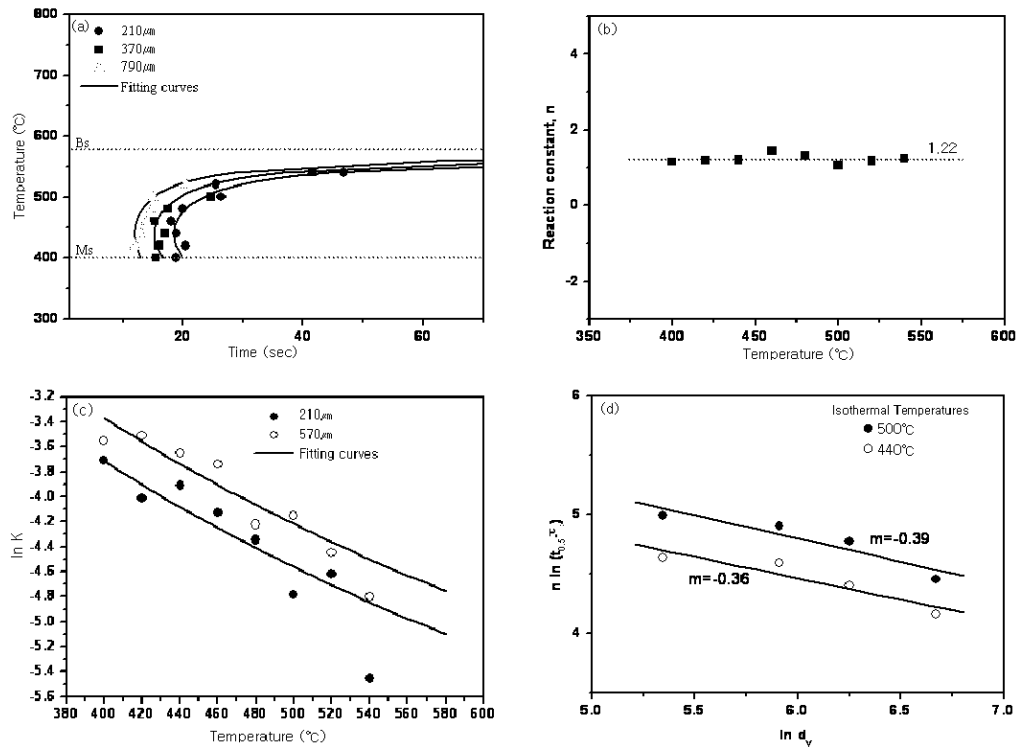 (a)
210㎛
370㎛
790㎛
Fitting curves
Bs
Ms
800
700
600
500
400
300
20
40
60
Temperature (℃)
Time (sec)
(b)
1.22
4
2
0
-2
350
400
450
500
550
600
Reaction constant, n
Temperature (℃)
(c)
210㎛
570㎛
Fitting curves
-3.2
-3.4
-3.6
-3.8
-4.0
-4.2
-4.4
-4.6
-4.8
-5.0
-5.2
-5.4
-5.6
380 400 420 440 460 480 500 520 540 560 580 600
ln K
Temperature (℃)
(d)
Isothermal Temperatures
500℃
440℃
m=-0.39
m=-0.36
6
5
4
5.0
5.5
6.0
6.5
7.0
ln d